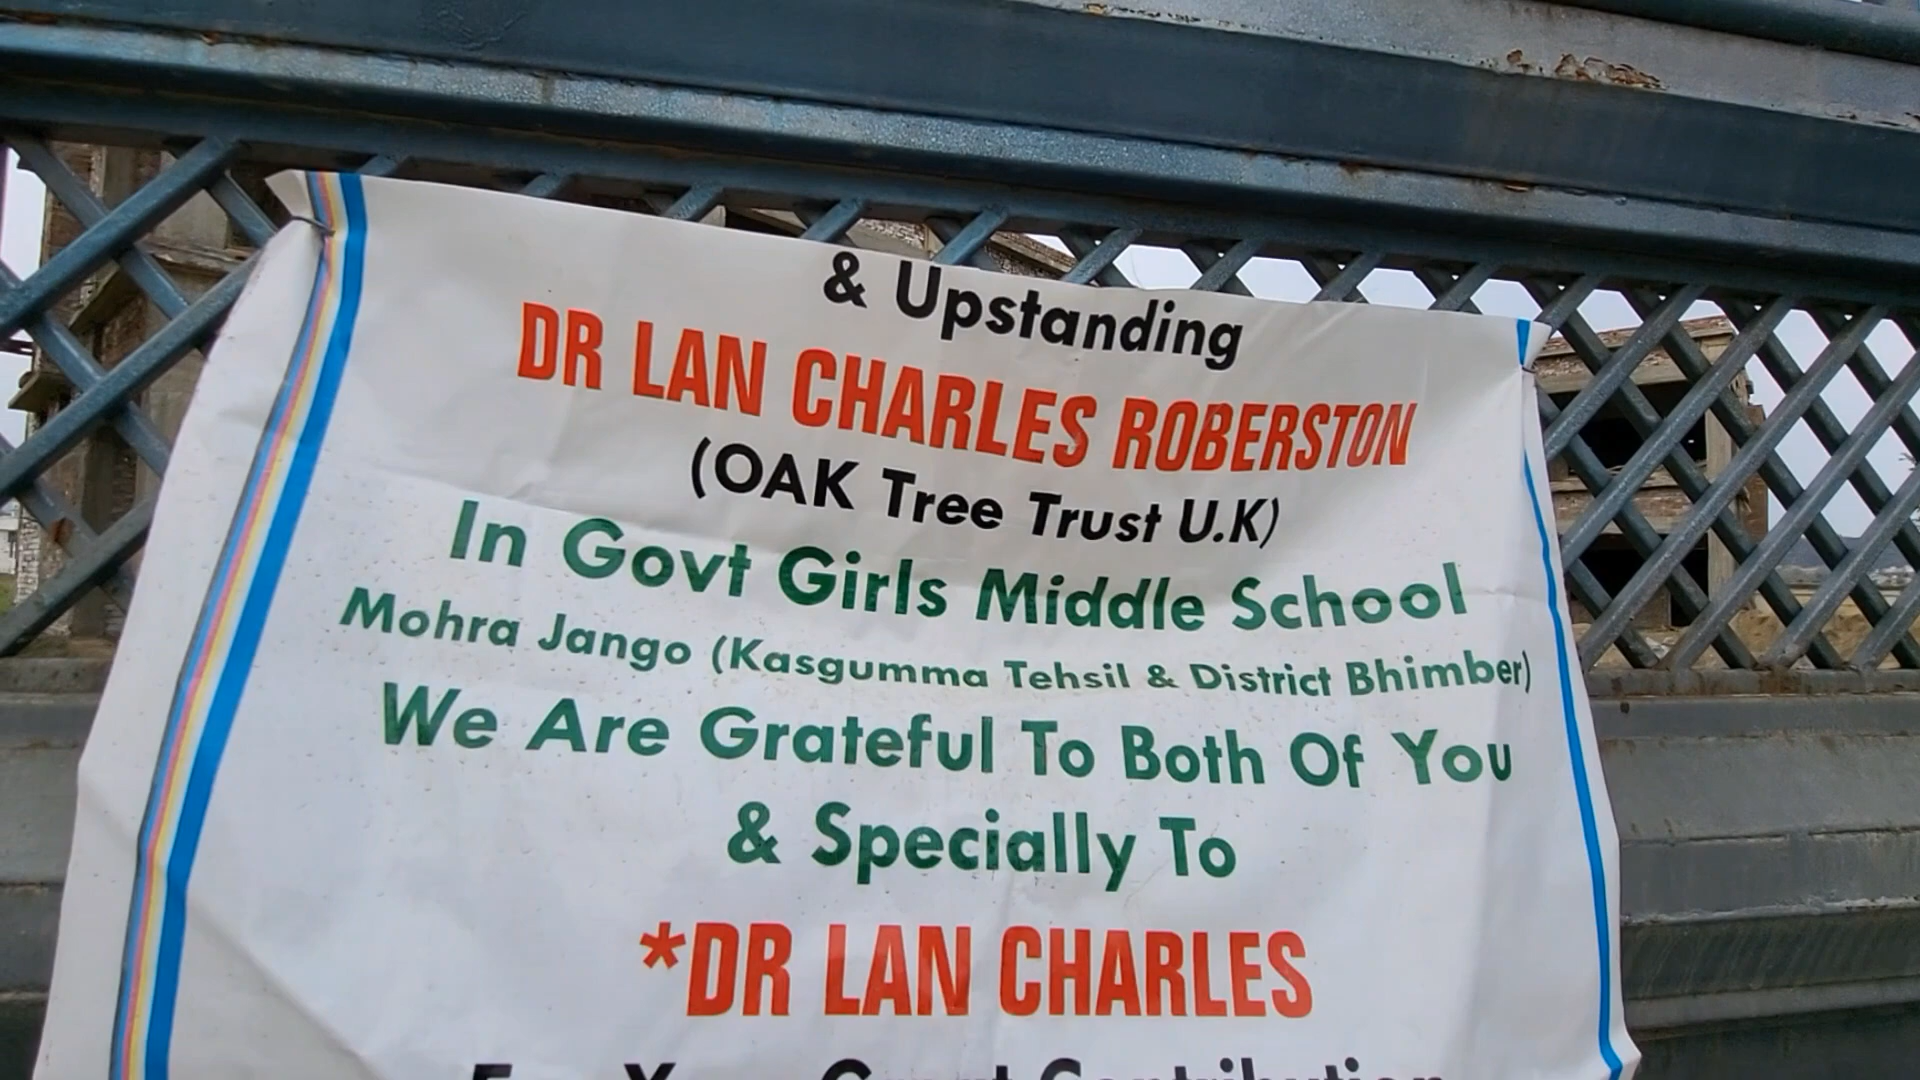 & Upstanding
DR LAN CHARLES ROBERSTON
(OAK Tree Trust U.K)
In Govt Girls Middle School
Mohra Jango (Kasgumma Tehsil & District Bhimber)
We Are Grateful To Both Of You
& Specially To
*DR LAN CHARLES
Contribution